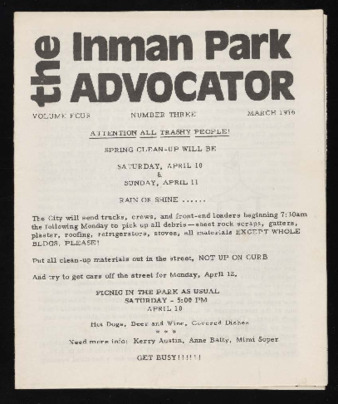 the Inman Park
ADVOCATOR
VOLUME FOUR NUMBER THREE MARCH 1976
ATTENTION ALL TRASHY PEOPLE!
SPRING CLEAN-UP WILL BE
SATURDAY, APRIL 10
&
SUNDAY, APRIL 11
RAIN OR SHINE ......
The City will send trucks, crews, and front-end loaders beginning 7:30am
the following Monday to pick up all debris—sheet rock scraps, gutters,
plaster, roofing, refrigerators, stoves, all materials EXCEPT WHOLE
BLDGS. PLEASE!
Put all clean-up materials out in the street, NOT UP ON CURB
And try to get cars off the street for Monday, April 12.
PICNIC IN THE PARK AS USUAL
SATURDAY - 5:00 PM
APRIL 10
Hot Dogs, Beer and Wine, Covered Dishes
* * *
Need more info: Kerry Austin, Anne Baity, Mimi Soper
GET BUSY!!!!!!